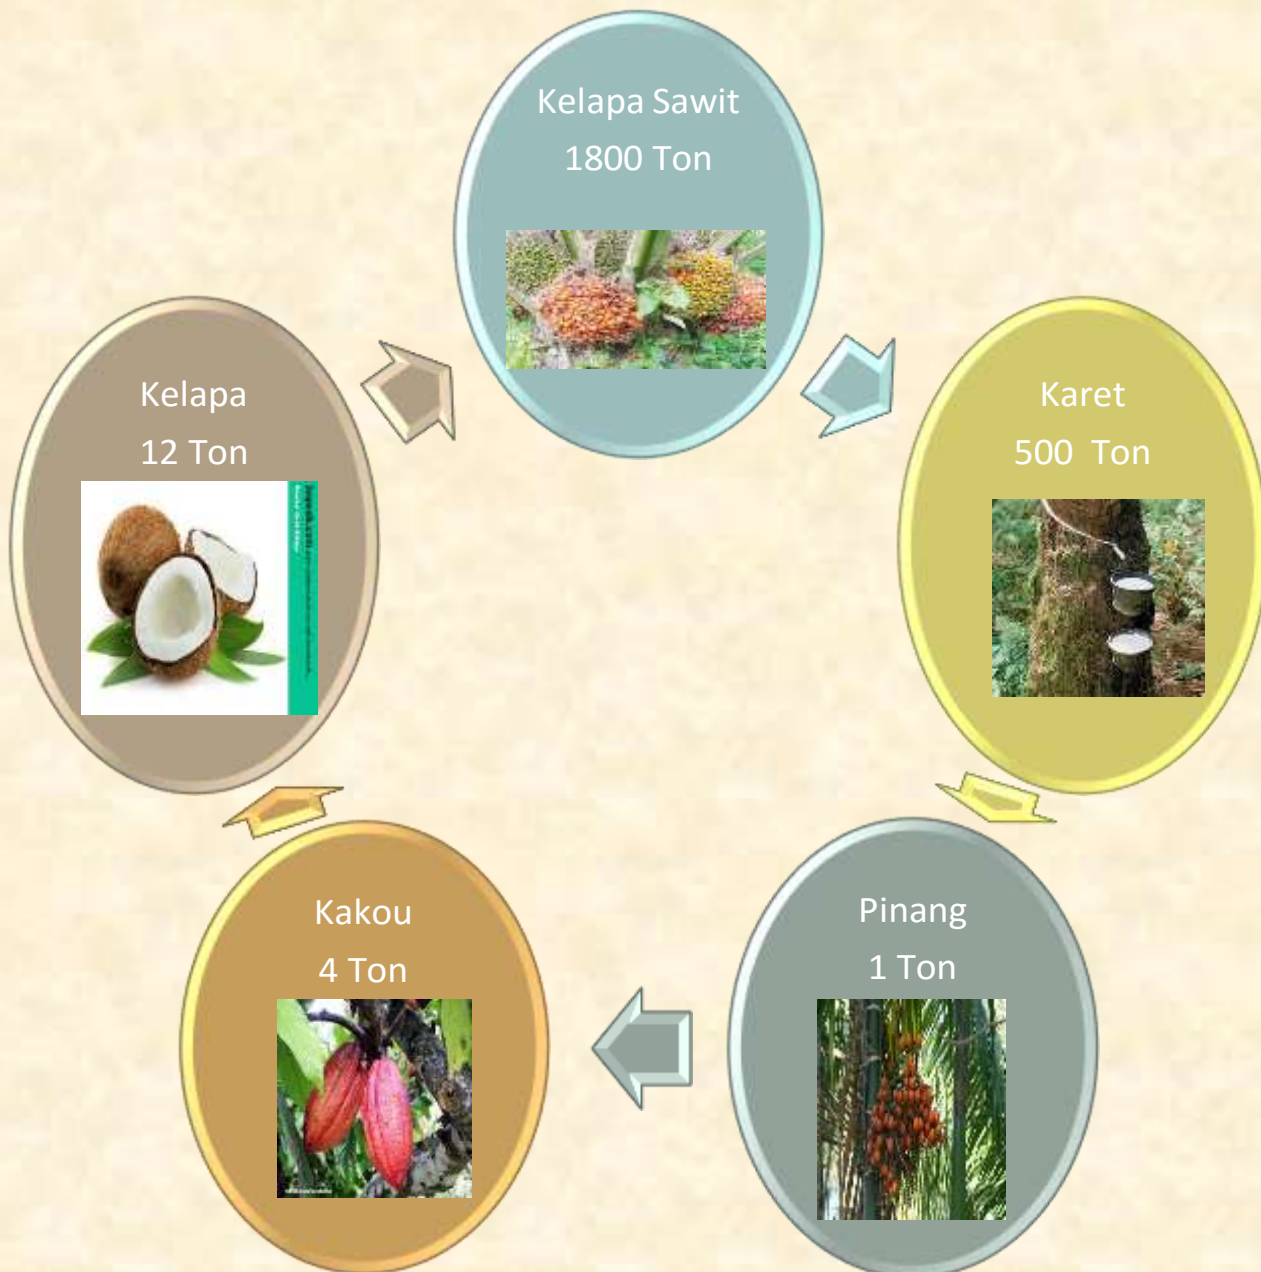 Kelapa Sawit
1800 Ton
Karet
500 Ton
Pinang
1 Ton
Kakou
4 Ton
Kelapa
12 Ton